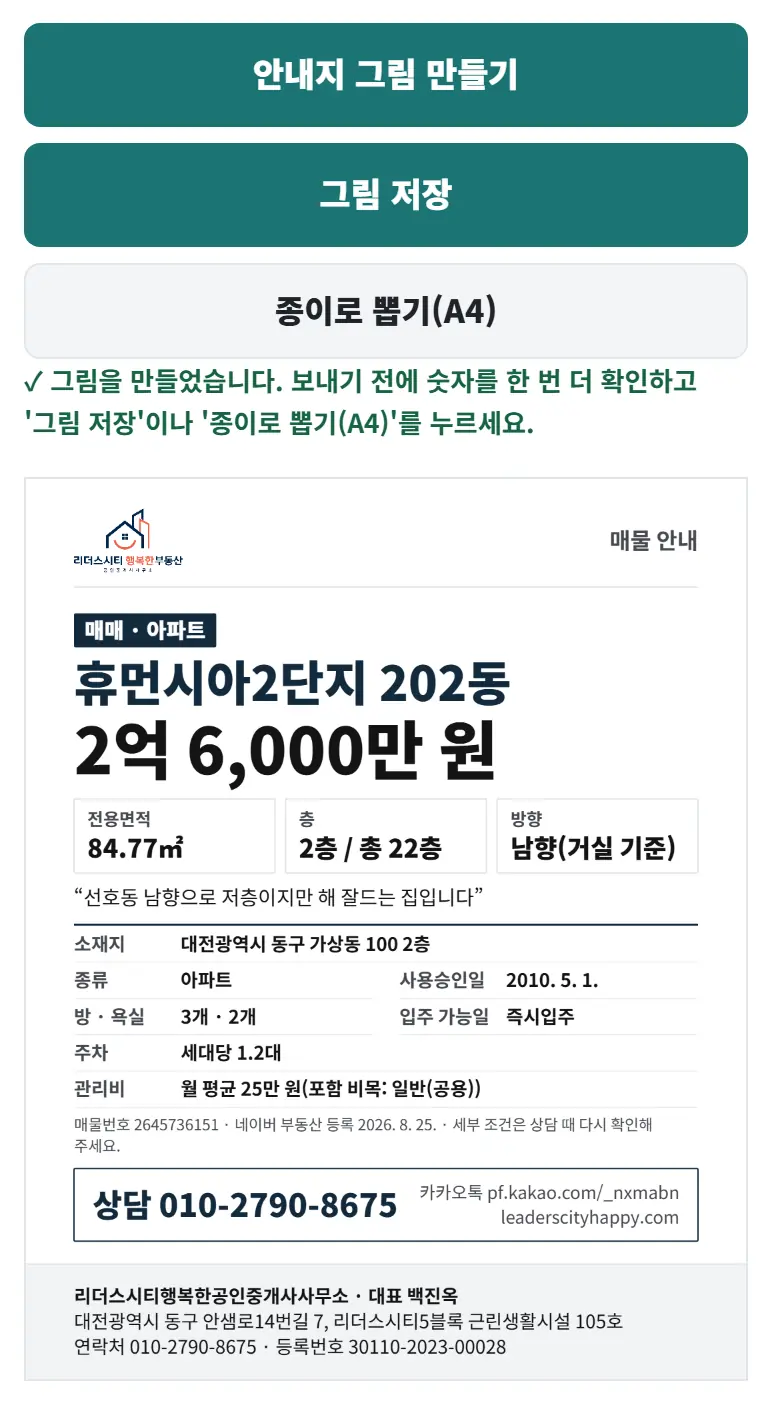 안내지 그림 만들기
그림 저장
종이로 뽑기(A4)
✓ 그림을 만들었습니다. 보내기 전에 숫자를 한 번 더 확인하고
'그림 저장'이나 '종이로 뽑기(A4)'를 누르세요.
리더스시티 행복한부동산
공인중개사사무소
매물 안내
매매 · 아파트
휴먼시아2단지 202동
2억 6,000만 원
전용면적
84.77㎡
층
2층 / 총 22층
방향
남향(거실 기준)
“선호동 남향으로 저층이지만 해 잘드는 집입니다”
소재지 대전광역시 동구 가상동 100 2층
종류 아파트 사용승인일 2010. 5. 1.
방 · 욕실 3개 · 2개 입주 가능일 즉시입주
주차 세대당 1.2대
관리비 월 평균 25만 원(포함 비목: 일반(공용))
매물번호 2645736151 · 네이버 부동산 등록 2026. 8. 25. · 세부 조건은 상담 때 다시 확인해
주세요.
상담 010-2790-8675
카카오톡 pf.kakao.com/_nxmabn
leaderscityhappy.com
리더스시티행복한공인중개사사무소 · 대표 백진옥
대전광역시 동구 안샘로14번길 7, 리더스시티5블록 근린생활시설 105호
연락처 010-2790-8675 · 등록번호 30110-2023-00028